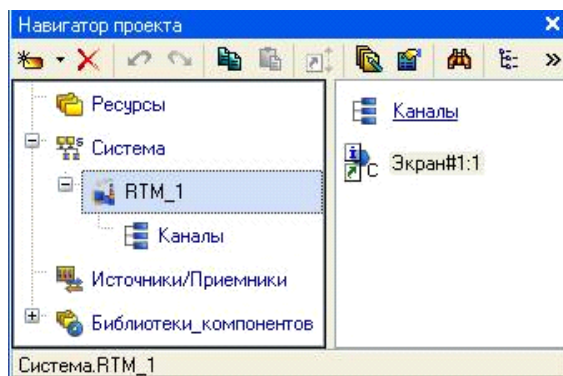 Навигатор проекта
Ресурсы
Система
RTM_1
Каналы
Источники/Приемники
Библиотеки_компонентов
Каналы
Экран#1:1
C
Система.RTM_1